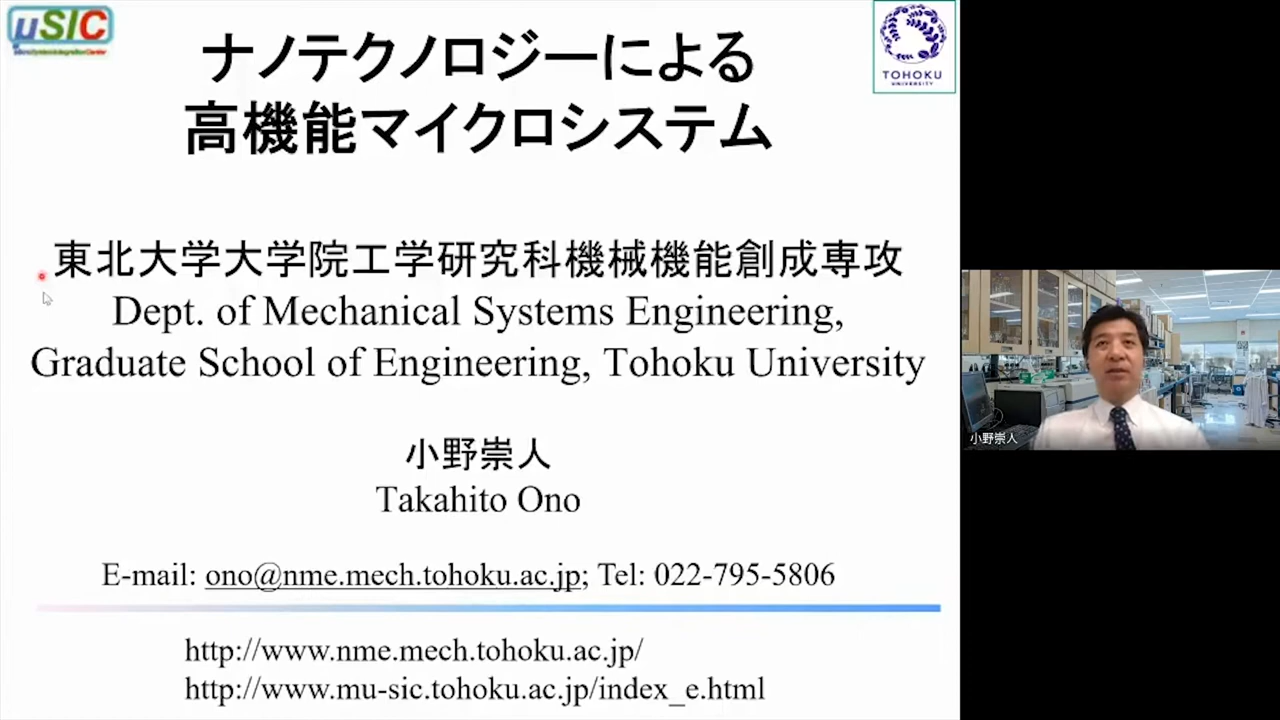 µSIC
ナノテクノロジーによる
高機能マイクロシステム
TOHOKU
UNIVERSITY
東北大学大学院工学研究科機械機能創成専攻
Dept. of Mechanical Systems Engineering,
Graduate School of Engineering, Tohoku University
小野崇人
Takahito Ono
E-mail: ono@nme.mech.tohoku.ac.jp; Tel: 022-795-5806
http://www.nme.mech.tohoku.ac.jp/
http://www.mu-sic.tohoku.ac.jp/index_e.html
小野崇人